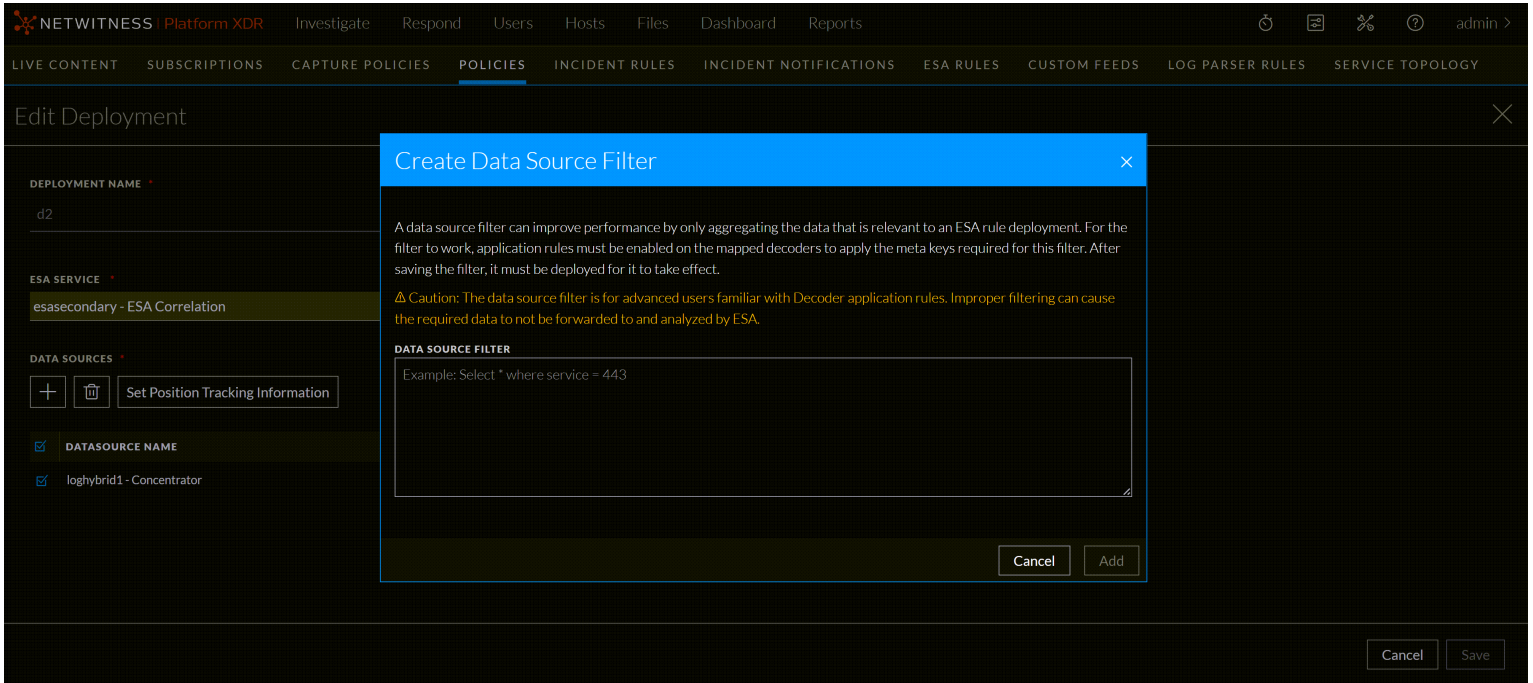 NETWITNESS | Platform XDR Investigate Respond Users Hosts Files Dashboard Reports admin >
LIVE CONTENT SUBSCRIPTIONS CAPTURE POLICIES POLICIES INCIDENT RULES INCIDENT NOTIFICATIONS ESA RULES CUSTOM FEEDS LOG PARSER RULES SERVICE TOPOLOGY
Edit Deployment
DEPLOYMENT NAME *
d2
ESA SERVICE *
esasecondary - ESA Correlation
DATA SOURCES *
Set Position Tracking Information
DATASOURCE NAME
loghybrid1 - Concentrator
Create Data Source Filter
A data source filter can improve performance by only aggregating the data that is relevant to an ESA rule deployment. For the
filter to work, application rules must be enabled on the mapped decoders to apply the meta keys required for this filter. After
saving the filter, it must be deployed for it to take effect.
⚠ Caution: The data source filter is for advanced users familiar with Decoder application rules. Improper filtering can cause
the required data to not be forwarded to and analyzed by ESA.
DATA SOURCE FILTER
Example: Select * where service = 443
Cancel Add
Cancel Save